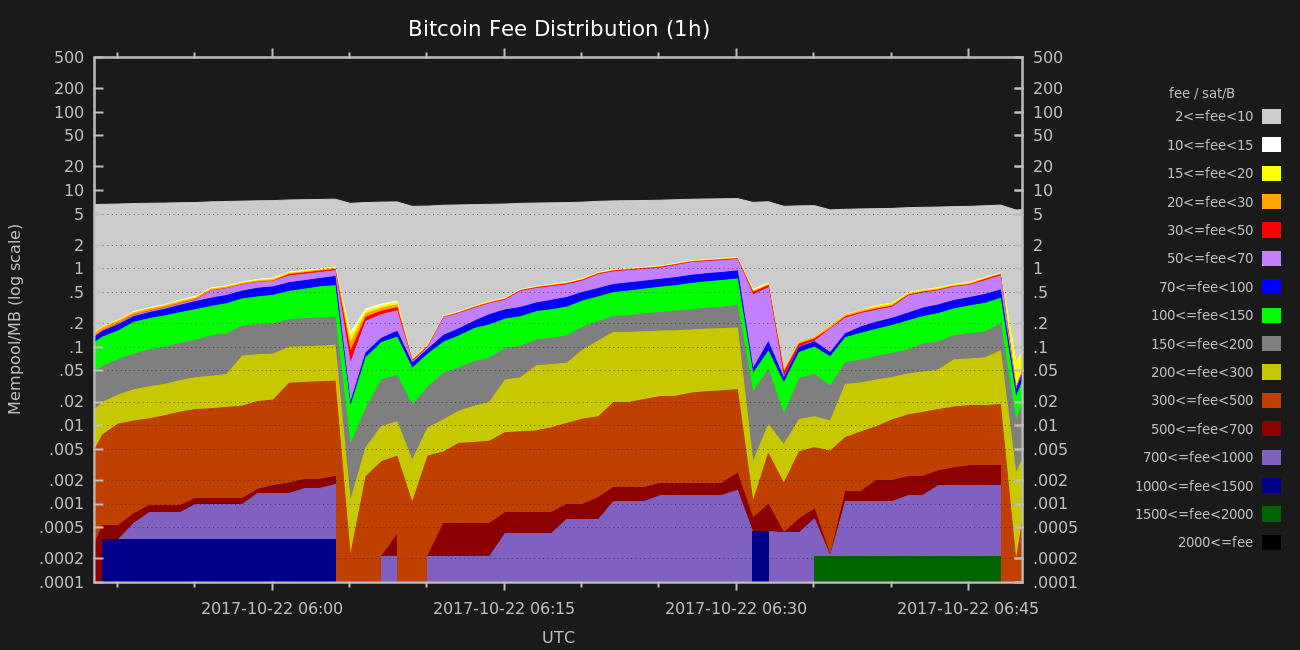 Bitcoin Fee Distribution (1h)
Mempool/MB (log scale)
500
200
100
50
20
10
5
2
1
.5
.2
.1
.05
.02
.01
.005
.002
.001
.0005
.0002
.0001
500
200
100
50
20
10
5
2
1
.5
.2
.1
.05
.02
.01
.005
.002
.001
.0005
.0002
.0001
2017-10-22 06:00
2017-10-22 06:15
2017-10-22 06:30
2017-10-22 06:45
UTC
fee / sat/B
2<=fee<10
10<=fee<15
15<=fee<20
20<=fee<30
30<=fee<50
50<=fee<70
70<=fee<100
100<=fee<150
150<=fee<200
200<=fee<300
300<=fee<500
500<=fee<700
700<=fee<1000
1000<=fee<1500
1500<=fee<2000
2000<=fee